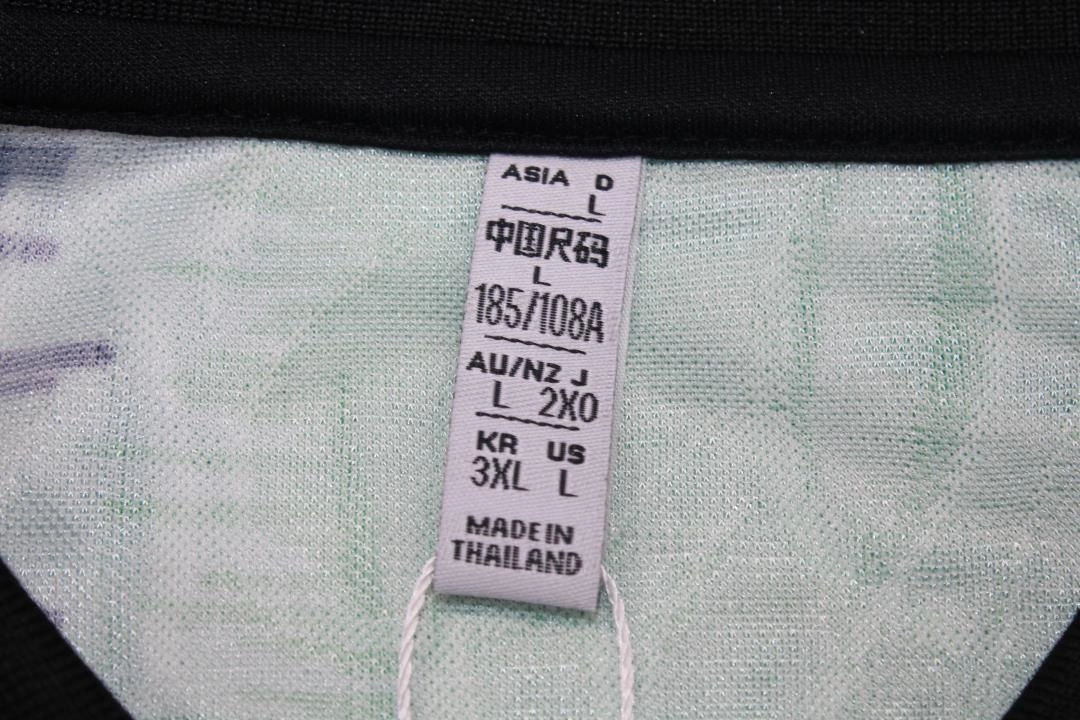 ASIA D
L
中国尺码
L
185/108A
AU/NZ J
L 2XO
KR US
3XL L
MADE IN
THAILAND